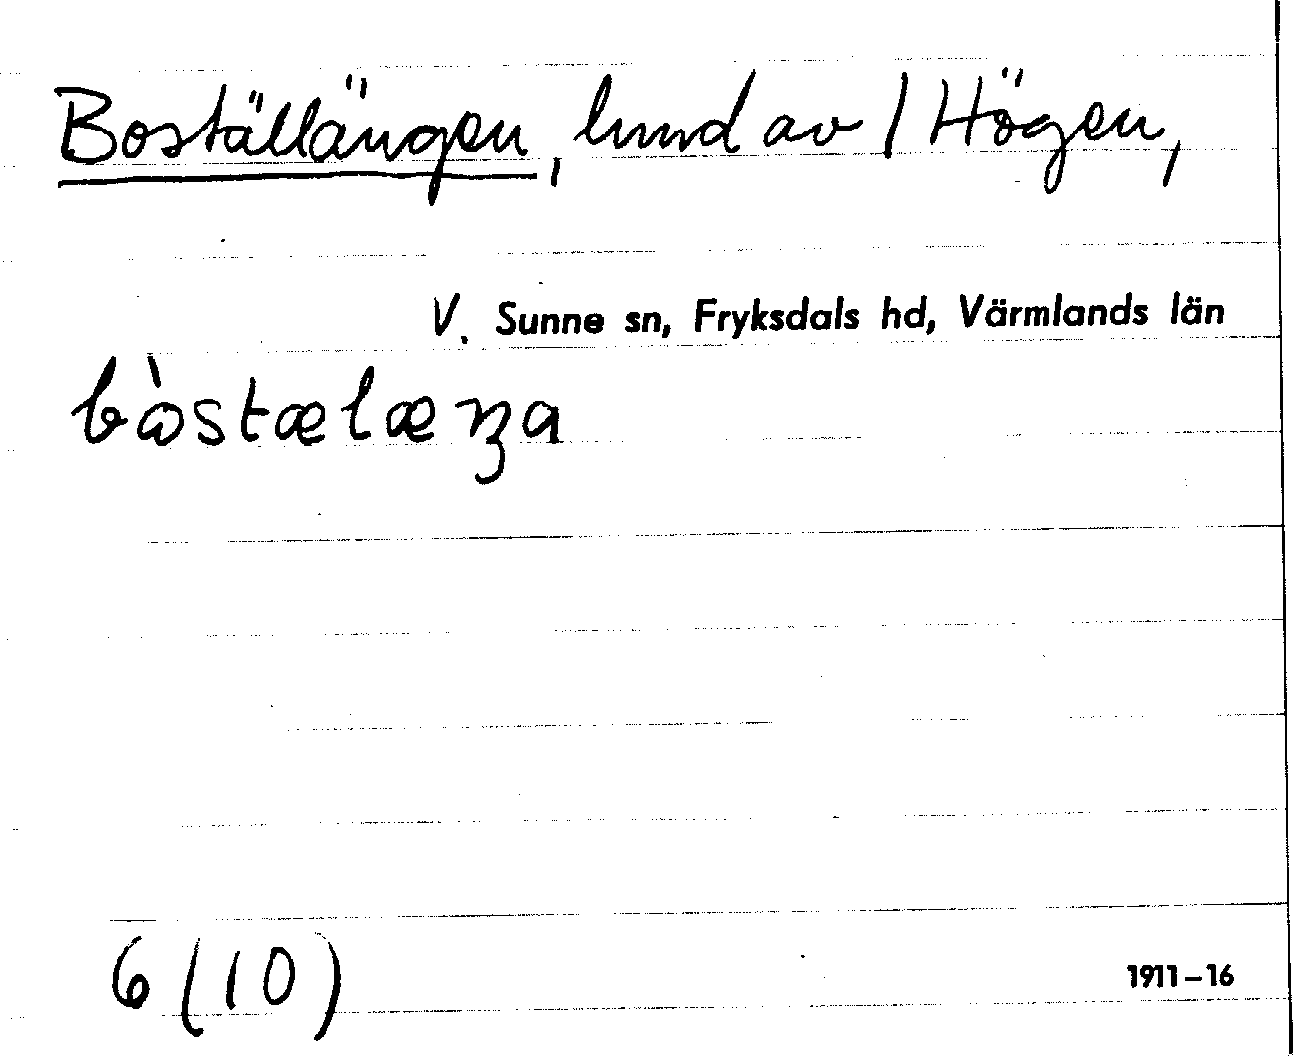 Boställängen, lund av 1 Högen,
V. Sunne sn, Fryksdals hd, Värmlands län
bòstælæŋa
6 (10)
1911–16